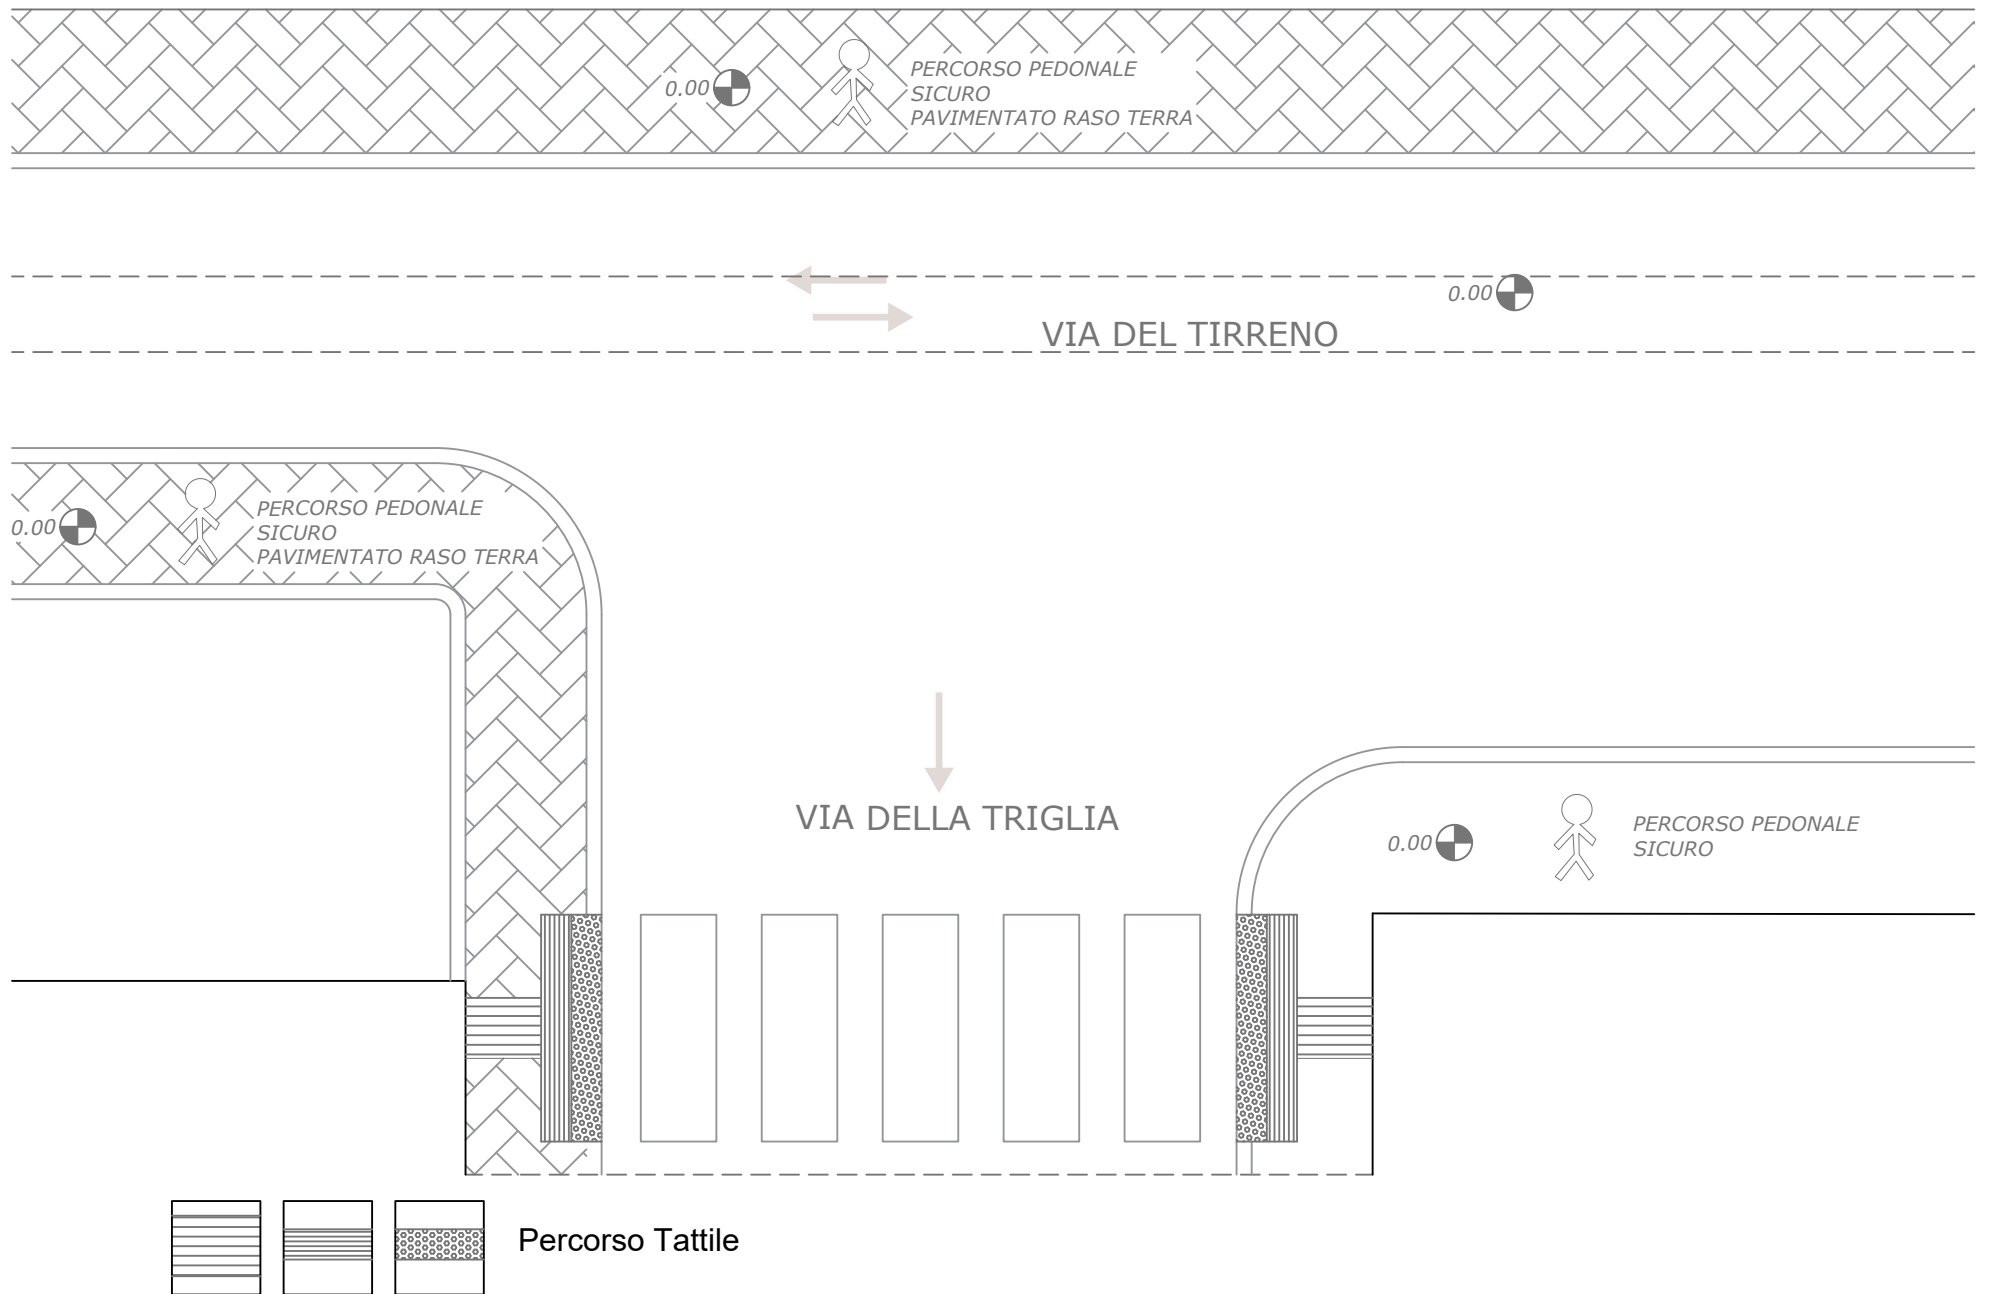 0.00
PERCORSO PEDONALE
SICURO
PAVIMENTATO RASO TERRA
0.00
VIA DEL TIRRENO
0.00
PERCORSO PEDONALE
SICURO
PAVIMENTATO RASO TERRA
VIA DELLA TRIGLIA
0.00
PERCORSO PEDONALE
SICURO
Percorso Tattile